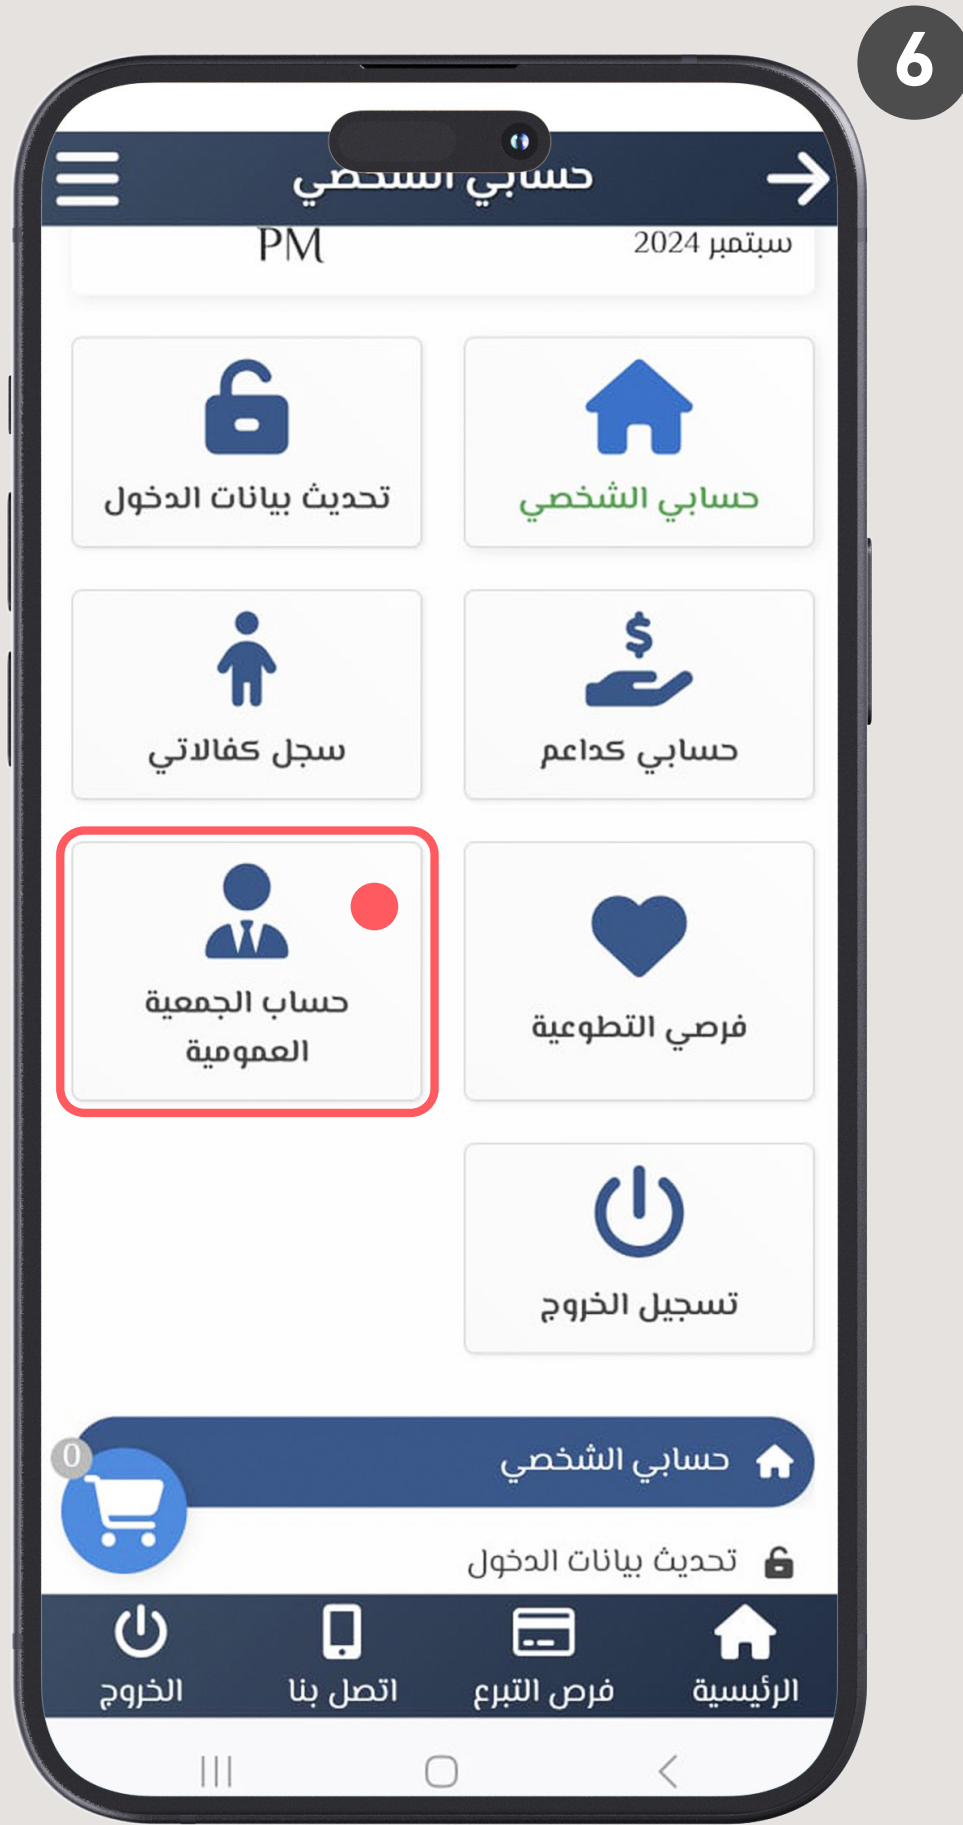 6
حسابي الشخصي
سبتمبر 2024
PM
حسابي الشخصي
تحديث بيانات الدخول
$
حسابي كداعم
سجل كفالاتي
فرصي التطوعية
حساب الجمعية
العمومية
تسجيل الخروج
حسابي الشخصي
0
تحديث بيانات الدخول
الرئيسية
فرص التبرع
اتصل بنا
الخروج